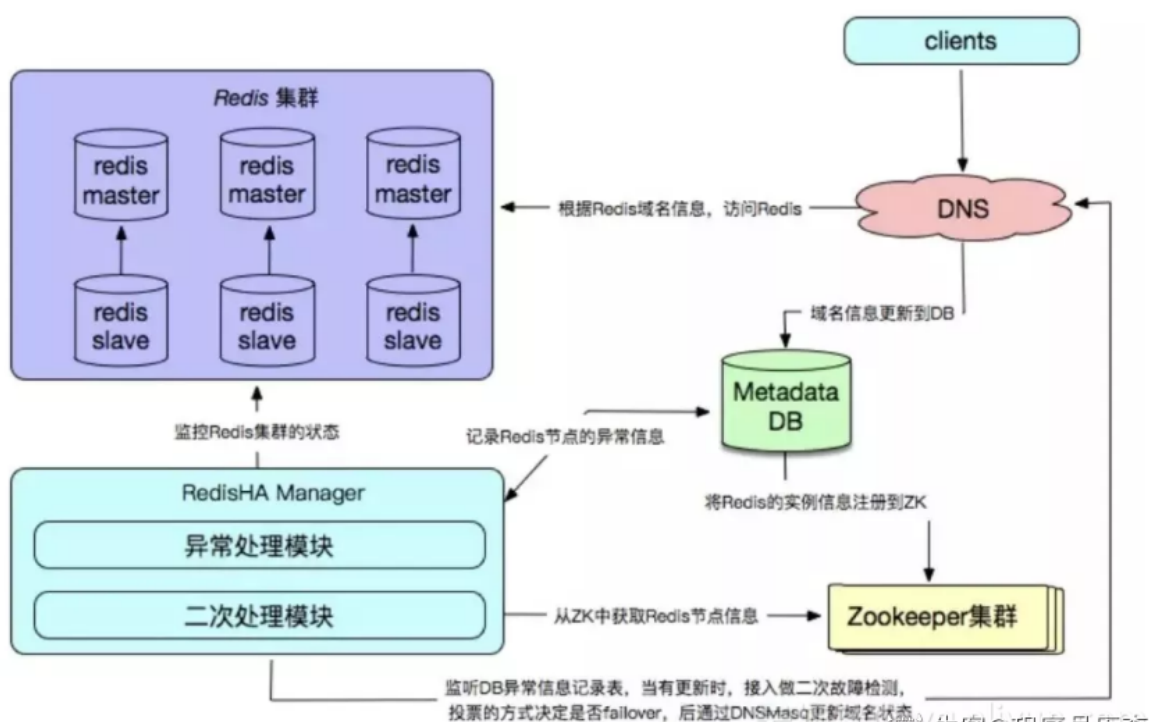 clients
Redis 集群
redis master
redis master
redis master
根据Redis域名信息，访问Redis
DNS
redis slave
redis slave
redis slave
域名信息更新到DB
Metadata DB
监控Redis集群的状态
记录Redis节点的异常信息
RedisHA Manager
将Redis的实例信息注册到ZK
异常处理模块
二次处理模块
从ZK中获取Redis节点信息
Zookeeper集群
监听DB异常信息记录表，当有更新时，接入做二次故障检测，
投票的方式决定是否failover，后通过DNSMasq更新域名状态